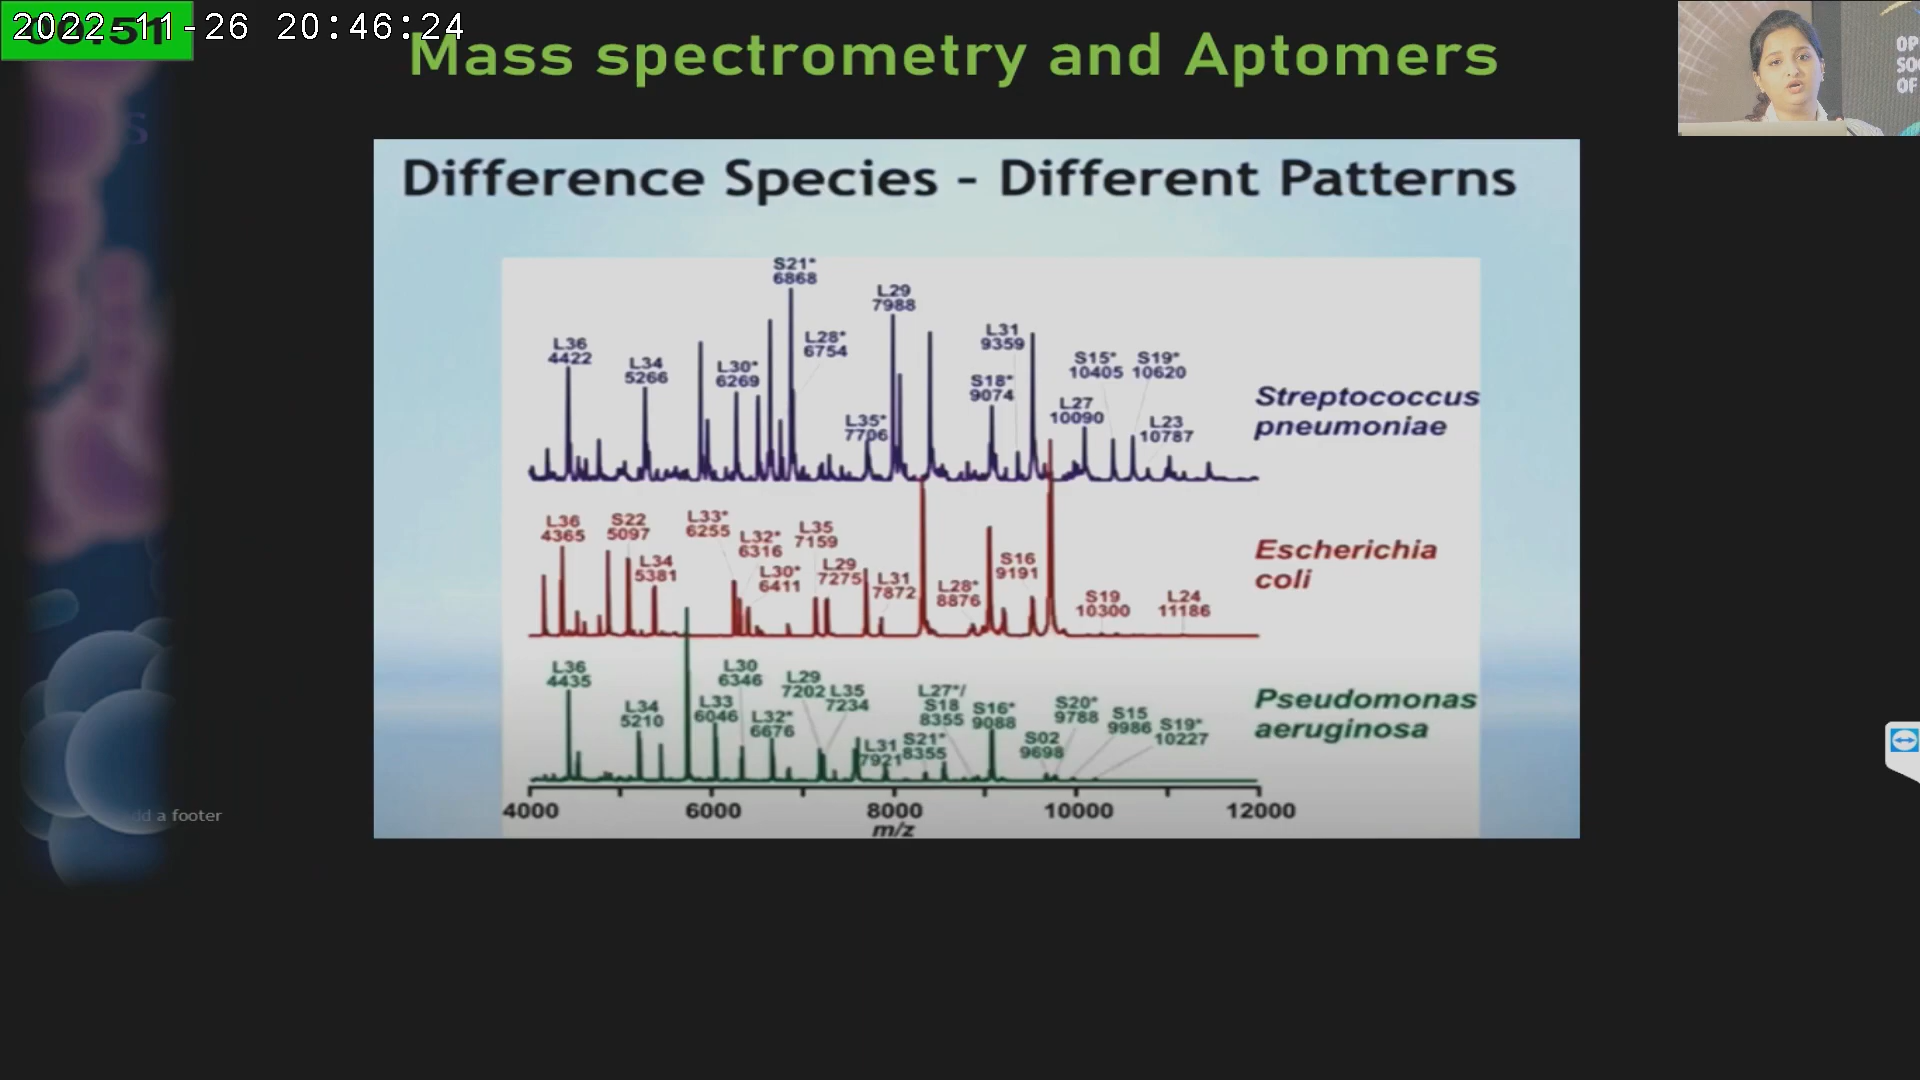 2022-11-26 20:46:24
Mass spectrometry and Aptomers
OP
SO
OF
S
Difference Species - Different Patterns
S21*
6868
L29
7988
L36
4422
L34
5266
L30*
6269
L28*
6754
L35*
7706
L31
9359
S18*
9074
S15*
10405
S19*
10620
L27
10090
L23
10787
Streptococcus
pneumoniae
L36
4365
S22
5097
L34
5381
L33*
6255
L32*
6316
L30*
6411
L35
7159
L29
7275
L31
7872
L28*
8876
S16
9191
S19
10300
L24
11186
Escherichia
coli
L36
4435
L34
5210
L33
6046
L30
6346
L32*
6676
L29
7202
L35
7234
L31
7921
S21*
8355
L27*/
S18
8355
S16*
9088
S02
9698
S20*
9788
S15
9986
S19*
10227
Pseudomonas
aeruginosa
4000 6000 8000 10000 12000
m/z
dd a footer